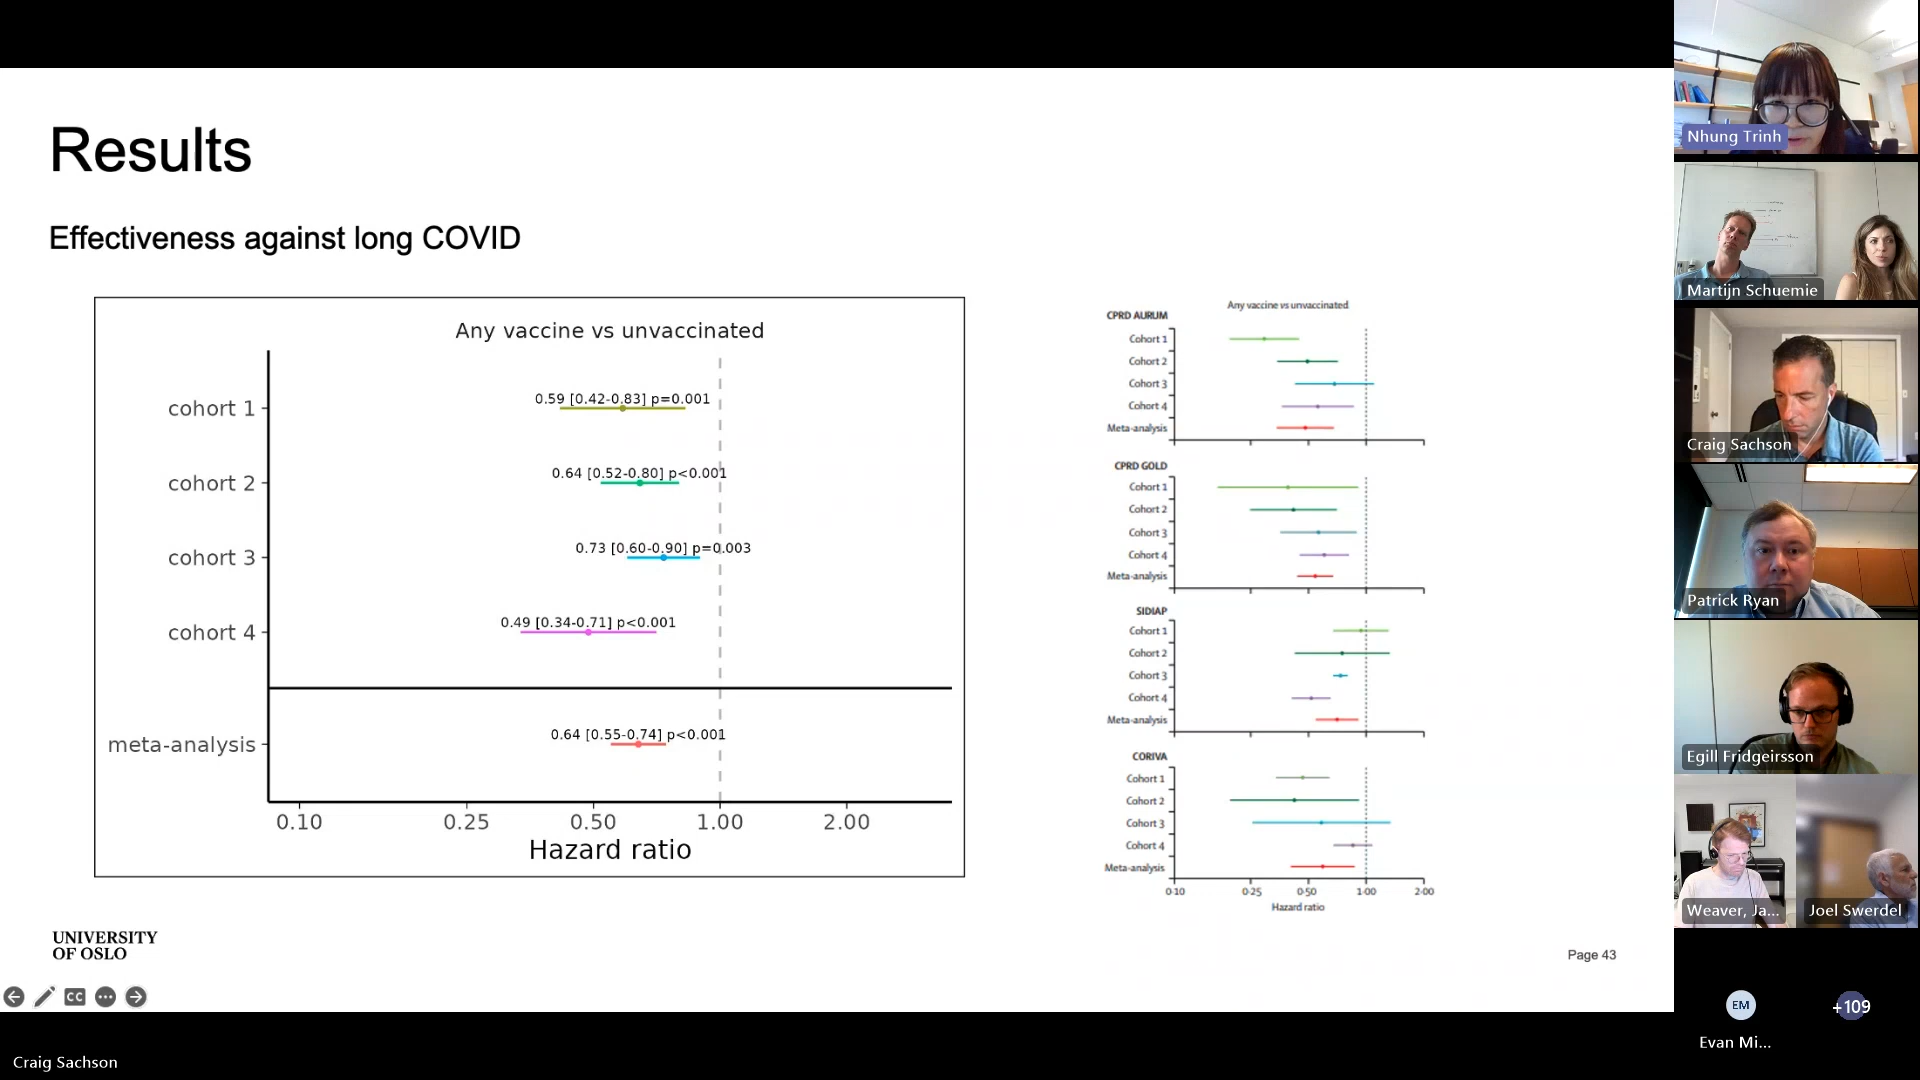 Results
Effectiveness against long COVID
Any vaccine vs unvaccinated
cohort 1
0.59 [0.42-0.83] p=0.001
cohort 2
0.64 [0.52-0.80] p<0.001
cohort 3
0.73 [0.60-0.90] p=0.003
cohort 4
0.49 [0.34-0.71] p<0.001
meta-analysis
0.64 [0.55-0.74] p<0.001
0.10 0.25 0.50 1.00 2.00
Hazard ratio
Any vaccine vs unvaccinated
CPRD AURUM
Cohort 1
Cohort 2
Cohort 3
Cohort 4
Meta-analysis
CPRD GOLD
Cohort 1
Cohort 2
Cohort 3
Cohort 4
Meta-analysis
SIDIAP
Cohort 1
Cohort 2
Cohort 3
Cohort 4
Meta-analysis
CORIVA
Cohort 1
Cohort 2
Cohort 3
Cohort 4
Meta-analysis
0·10 0·25 0·50 1·00 2·00
Hazard ratio
UNIVERSITY
OF OSLO
Page 43
CC
Craig Sachson
Nhung Trinh
Martijn Schuemie
Craig Sachson
Patrick Ryan
Egill Fridgeirsson
Weaver, Ja...
Joel Swerdel
EM
+109
Evan Mi...